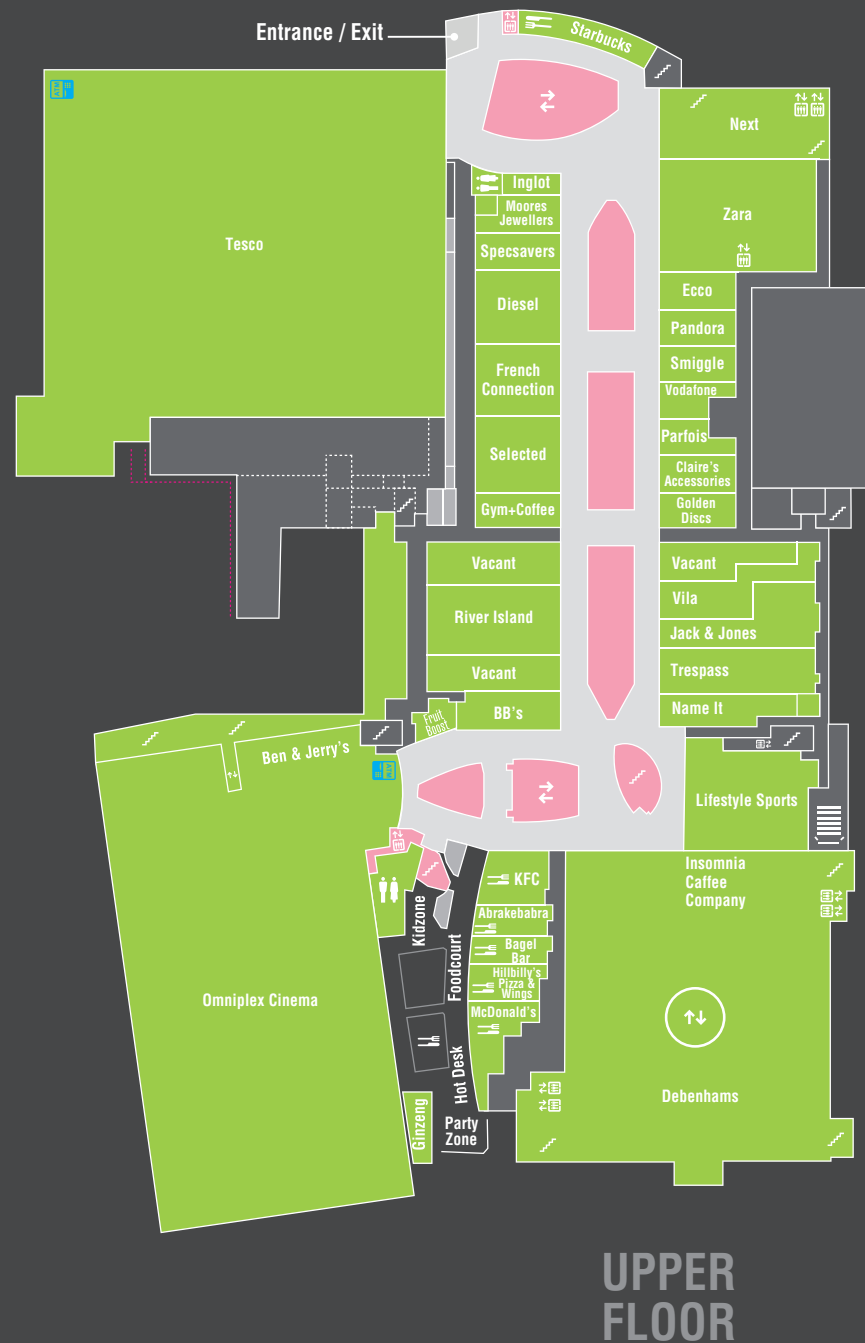 Entrance / Exit
Starbucks
ATM
Next
Tesco
Inglot
Moores
Jewellers
Specsavers
Diesel
French
Connection
Selected
Gym+Coffee
Zara
Ecco
Pandora
Smiggle
Vodafone
Parfois
Claire's
Accessories
Golden
Discs
Vacant
River Island
Vacant
BB's
Fruit
Boost
Vacant
Vila
Jack & Jones
Trespass
Name It
Ben & Jerry's
ATM
Lifestyle Sports
Insomnia
Caffee
Company
KFC
Abrakebabra
Bagel
Bar
Hillbilly's
Pizza &
Wings
McDonald's
Kidzone
Foodcourt
Hot Desk
Omniplex Cinema
Ginzeng
Party
Zone
Debenhams
UPPER
FLOOR